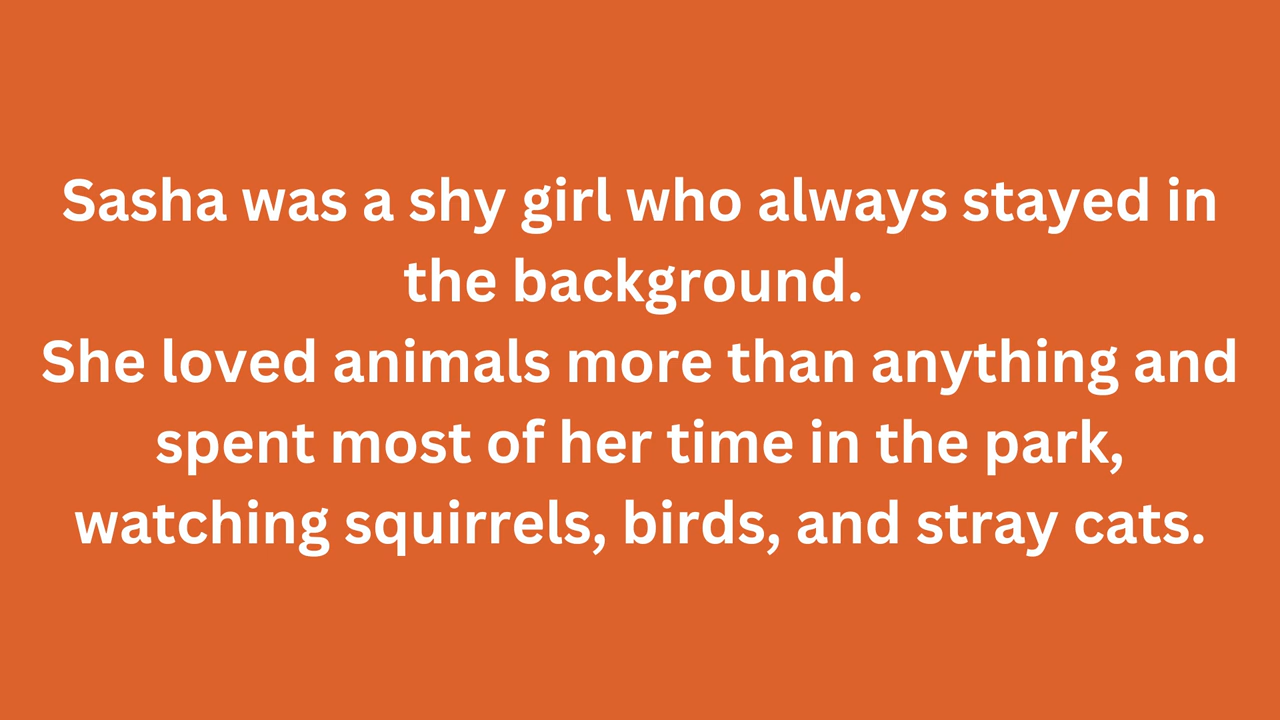 Sasha was a shy girl who always stayed in
the background.
She loved animals more than anything and
spent most of her time in the park,
watching squirrels, birds, and stray cats.